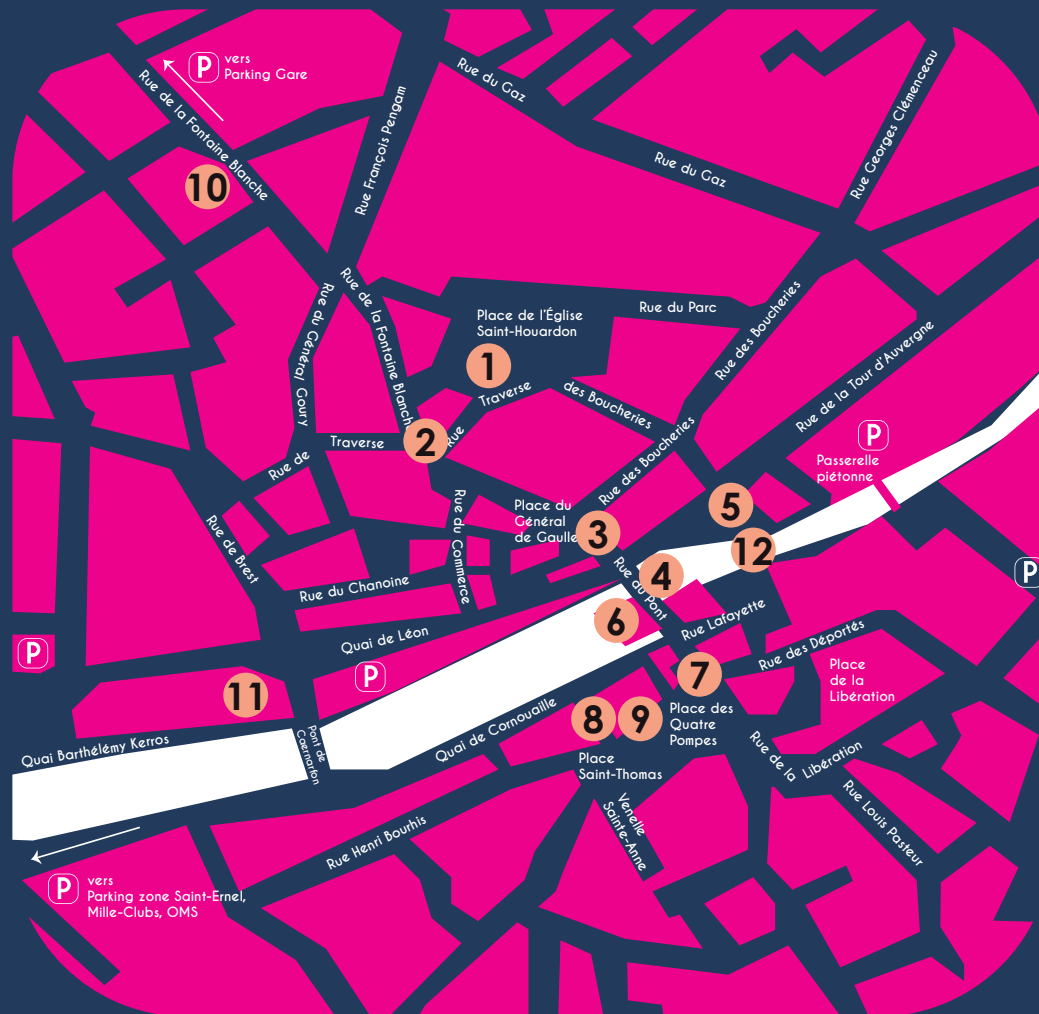 P
vers
Parking Gare
Rue de la Fontaine Blanche
10
Rue François Pengam
Rue du Gaz
Rue du Gaz
Rue Georges Clémenceau
Rue du Général Goury
Rue de la Fontaine Blanche
Place de l'Église
Saint-Houardon
1
Rue du Parc
Rue des Boucheries
Rue de la Tour d'Auvergne
Traverse
des Boucheries
Rue
2
Traverse
Rue de
Rue des Boucheries
P
Passerelle
piétonne
Rue de Brest
Rue du Commerce
Place du
Général
de Gaulle
3
5
12
4
Rue du Pont
Rue du Chanoine
Quai de Léon
P
P
P
6
Rue Lafayette
7
Rue des Déportés
Place
de la
Libération
11
8
9
Place des
Quatre
Pompes
Quai de Cornouaille
Quai Barthélémy Kerros
Pont de
Caernarfon
Place
Saint-Thomas
Rue de la
Libération
Venelle
Sainte-Anne
Rue Louis Pasteur
Rue Henri Bourhis
P
vers
Parking zone Saint-Ernel,
Mille-Clubs, OMS